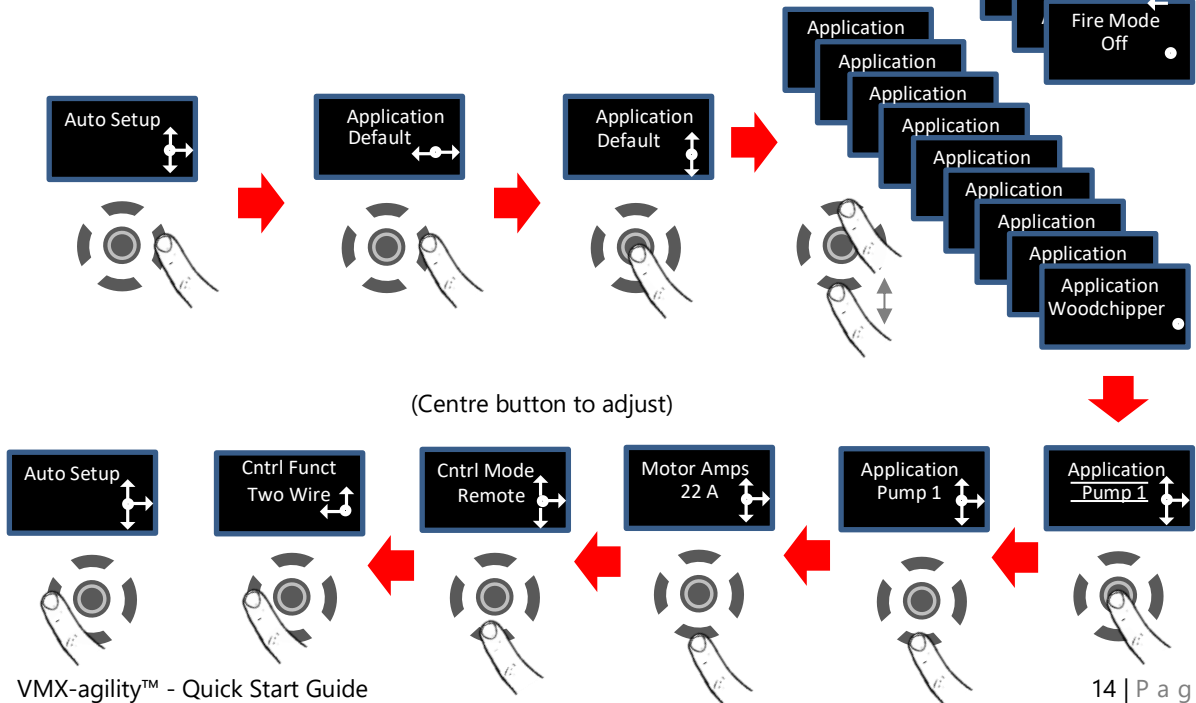 Fire Mode
Off
Auto Setup
Application
Default
Application
Default
Application
Application
Application
Application
Application
Application
Application
Application
Application
Woodchipper
(Centre button to adjust)
Auto Setup
Cntrl Funct
Two Wire
Cntrl Mode
Remote
Motor Amps
22 A
Application
Pump 1
Application
Pump 1
VMX-agility™ - Quick Start Guide
14 | P a g